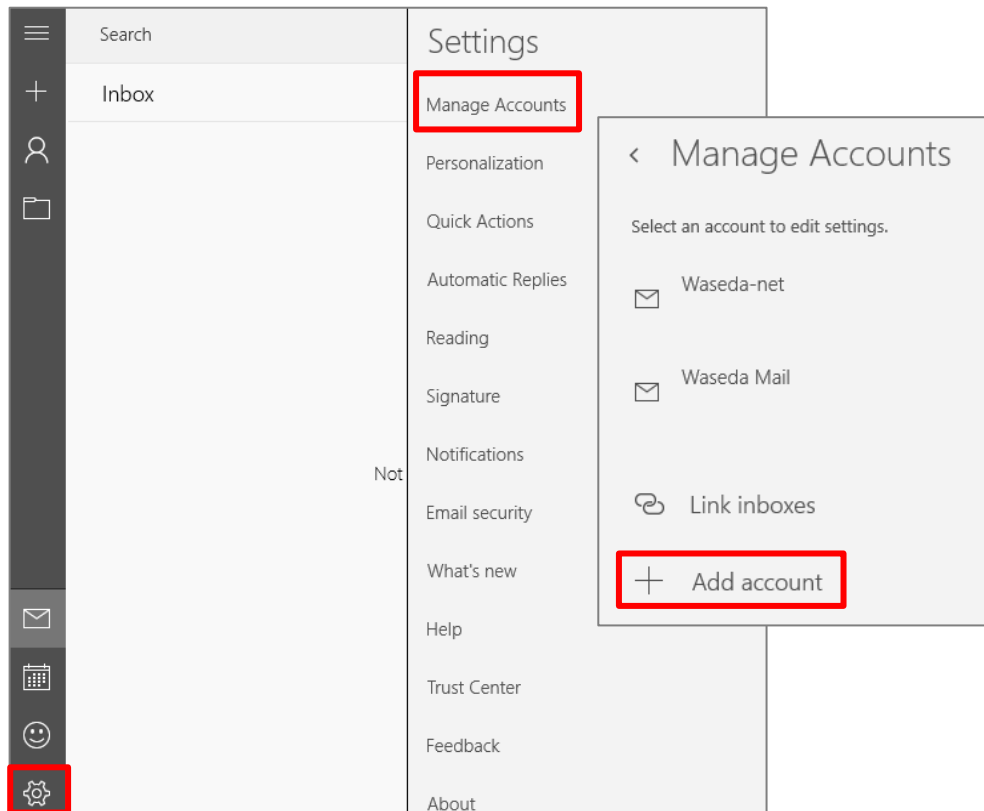 Search
Inbox
Not
Settings
Manage Accounts
Personalization
Quick Actions
Automatic Replies
Reading
Signature
Notifications
Email security
What's new
Help
Trust Center
Feedback
About
Manage Accounts
Select an account to edit settings.
Waseda-net
Waseda Mail
Link inboxes
Add account